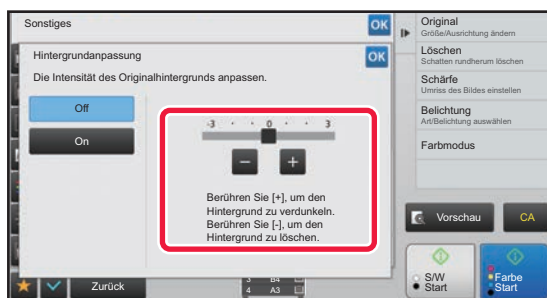 Sonstiges
OK
Hintergrundanpassung
OK
Die Intensität des Originalhintergrunds anpassen.
Off
On
-3 0 3
Berühren Sie [+], um den
Hintergrund zu verdunkeln.
Berühren Sie [-], um den
Hintergrund zu löschen.
3 B4
4 A3
Zurück
Original
Größe/Ausrichtung ändern
Löschen
Schatten rundherum löschen
Schärfe
Umriss des Bildes einstellen
Belichtung
Art/Belichtung auswählen
Farbmodus
Vorschau
CA
S/W
Start
Farbe
Start